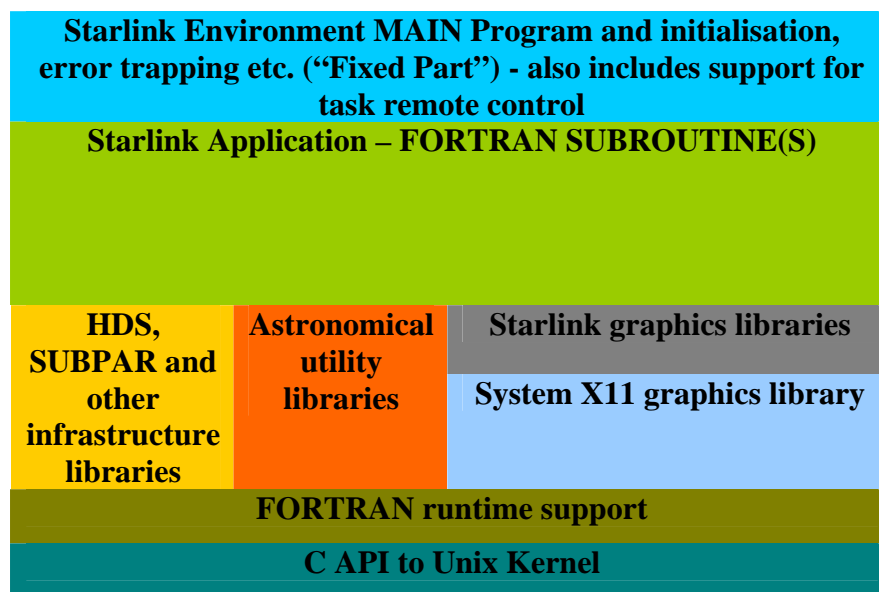 Starlink Environment MAIN Program and initialisation,
error trapping etc. (“Fixed Part”) - also includes support for
task remote control
Starlink Application – FORTRAN SUBROUTINE(S)
HDS,
SUBPAR and
other
infrastructure
libraries
Astronomical
utility
libraries
Starlink graphics libraries
System X11 graphics library
FORTRAN runtime support
C API to Unix Kernel